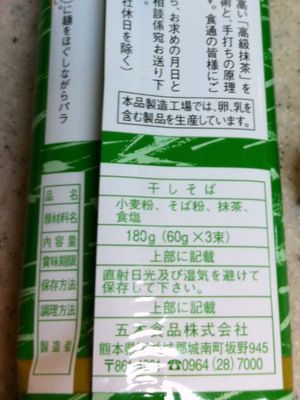 高い「高級抹茶」を
術と、手打ちの原理
す。食通の皆様にご
ら、お求めの月日と
相談係宛お送り下
社休日を除く)
に麺をほぐしながらバラ
本品製造工場では、卵、乳を
含む製品を生産しています。
品名 干しそば
原材料名 小麦粉、そば粉、抹茶、
食塩
内容量 180g (60g×3束)
賞味期限 上部に記載
保存方法 直射日光及び湿気を避けて
保存して下さい。
調理方法 上部に記載
製造者 五木食品株式会社
熊本県 城南町坂野945
☎0964(28)7000